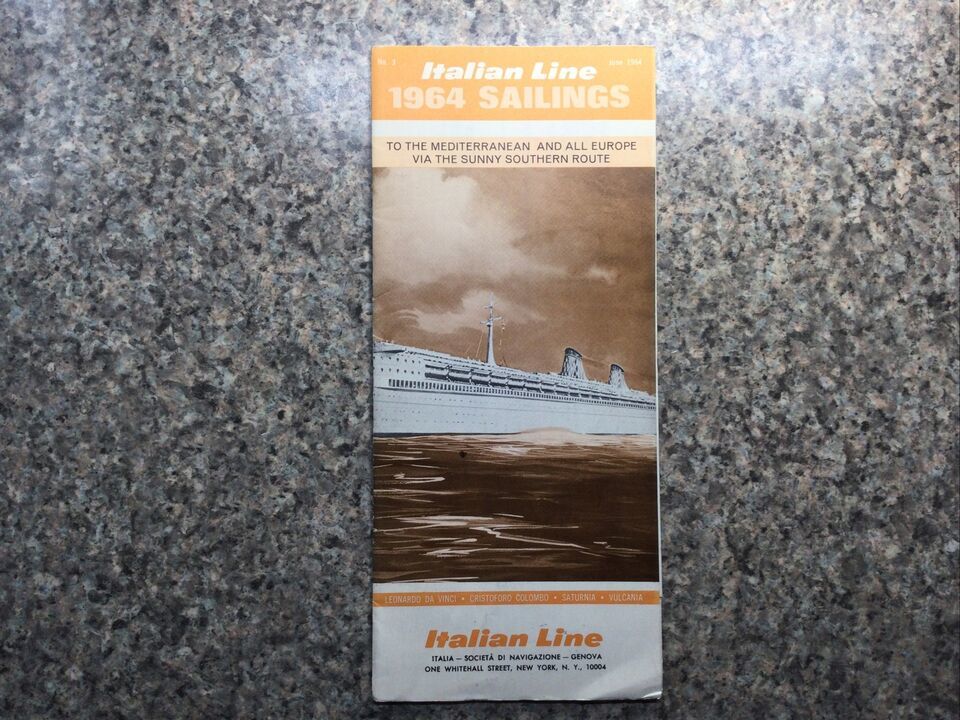 No. 3 June 1964
Italian Line
1964 SAILINGS
TO THE MEDITERRANEAN AND ALL EUROPE
VIA THE SUNNY SOUTHERN ROUTE
LEONARDO DA VINCI • CRISTOFORO COLOMBO • SATURNIA • VULCANIA
Italian Line
ITALIA — SOCIETÀ DI NAVIGAZIONE — GENOVA
ONE WHITEHALL STREET, NEW YORK, N. Y., 10004